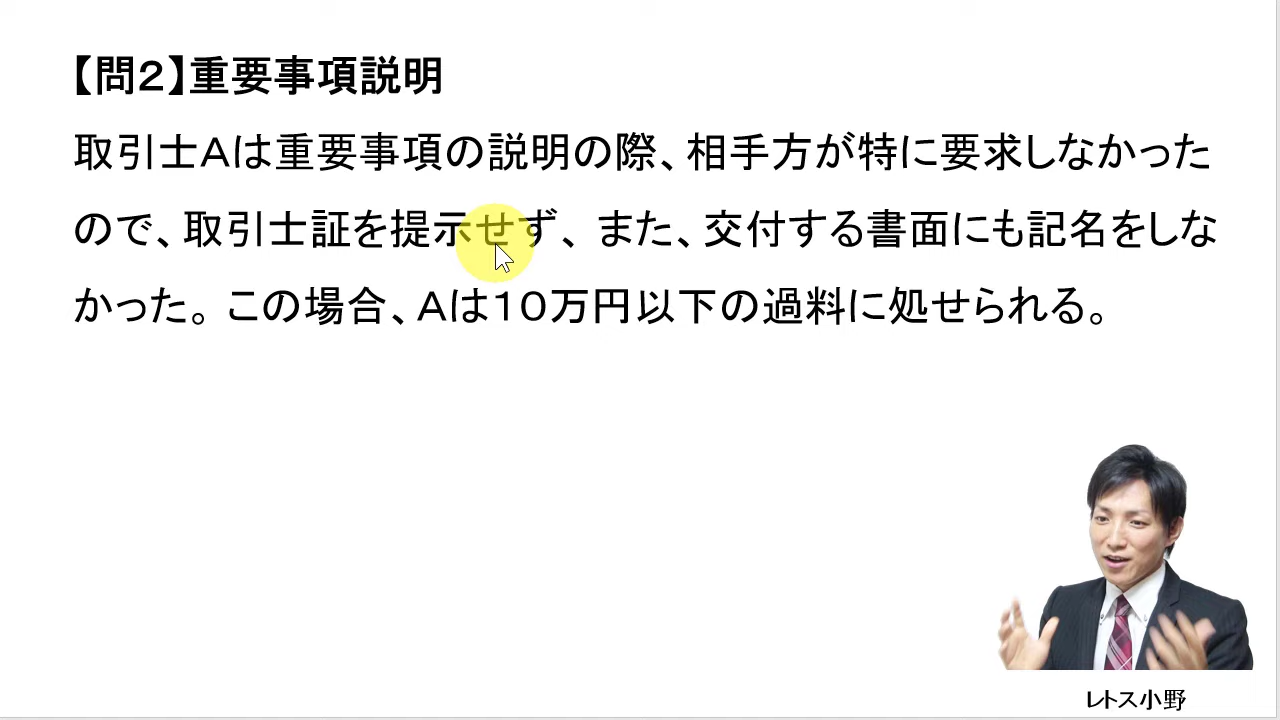 【問２】重要事項説明
取引士Ａは重要事項の説明の際、相手方が特に要求しなかった
ので、取引士証を提示せず、また、交付する書面にも記名をしな
かった。この場合、Ａは１０万円以下の過料に処せられる。
レトス小野